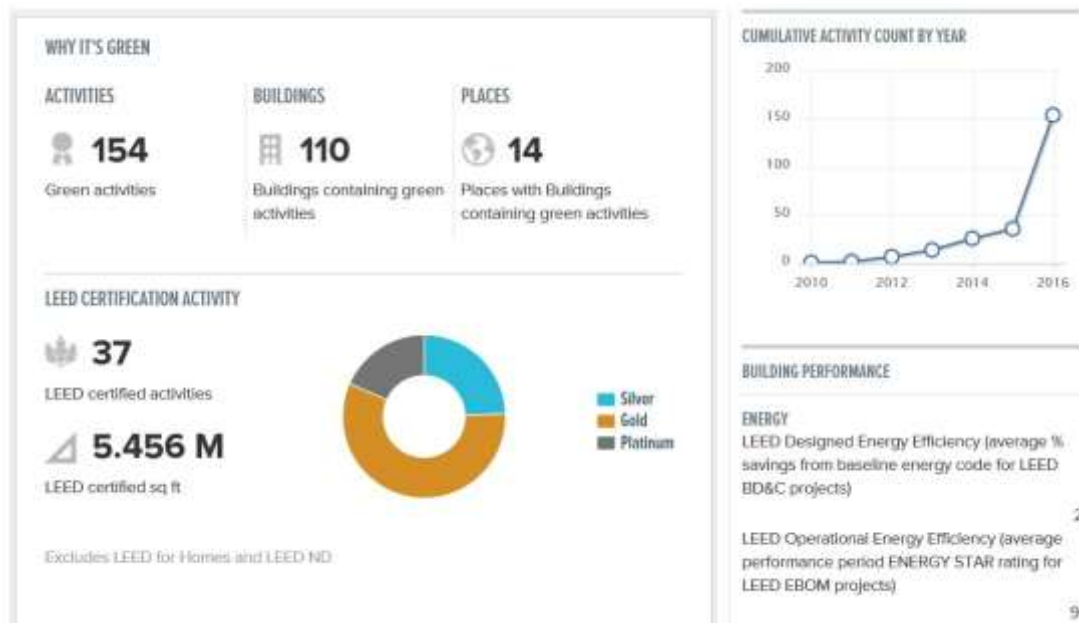 WHY IT'S GREEN
ACTIVITIES
154
Green activities
BUILDINGS
110
Buildings containing green
activities
PLACES
14
Places with Buildings
containing green activities
LEED CERTIFICATION ACTIVITY
37
LEED certified activities
5.456 M
LEED certified sq ft
Silver
Gold
Platinum
Excludes LEED for Homes and LEED ND
CUMULATIVE ACTIVITY COUNT BY YEAR
200
150
100
50
0
2010 2012 2014 2016
BUILDING PERFORMANCE
ENERGY
LEED Designed Energy Efficiency (average %
savings from baseline energy code for LEED
BD&C projects)
2
LEED Operational Energy Efficiency (average
performance period ENERGY STAR rating for
LEED EBOM projects)
9